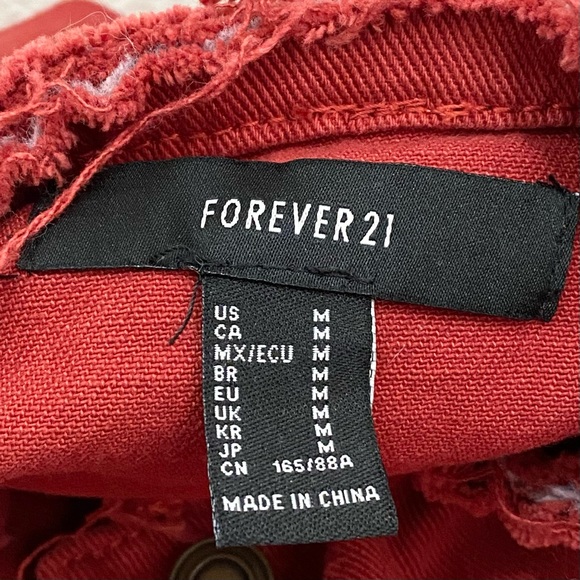 FOREVER 21
US M
CA M
MX/ECU M
BR M
EU M
UK M
KR M
JP M
CN 165/88A
MADE IN CHINA